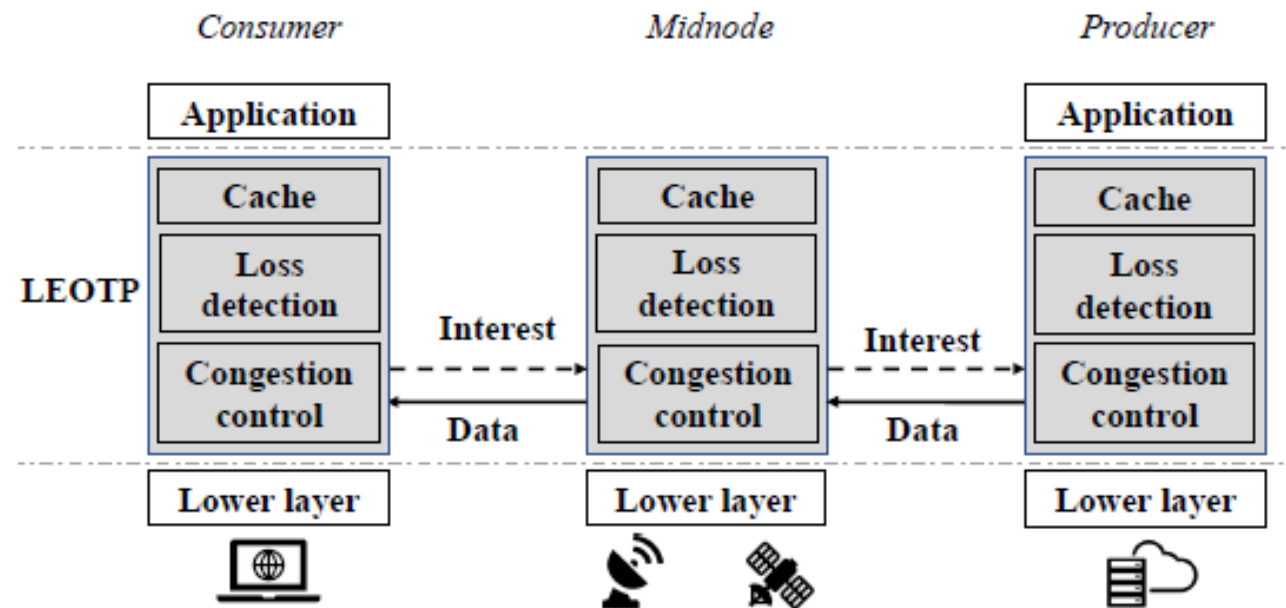 Consumer Midnode Producer
Application Application
Cache Cache Cache
LEOTP
Loss detection Loss detection Loss detection
Interest Interest
Congestion control Congestion control Congestion control
Data Data
Lower layer Lower layer Lower layer